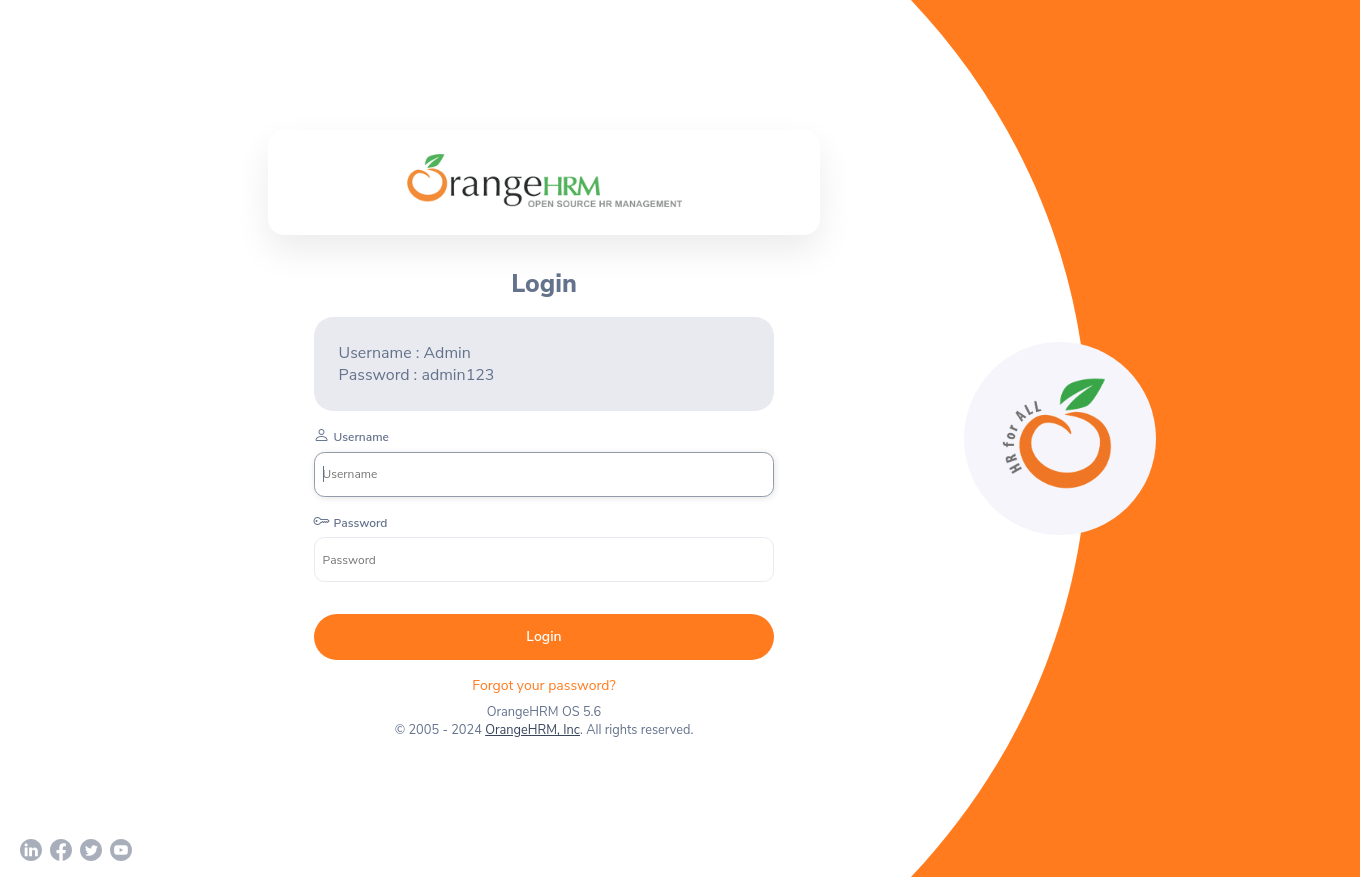 OrangeHRM
OPEN SOURCE HR MANAGEMENT
Login
Username : Admin
Password : admin123
Username
Username
Password
Password
Login
Forgot your password?
OrangeHRM OS 5.6
© 2005 - 2024 OrangeHRM, Inc. All rights reserved.
HR for ALL